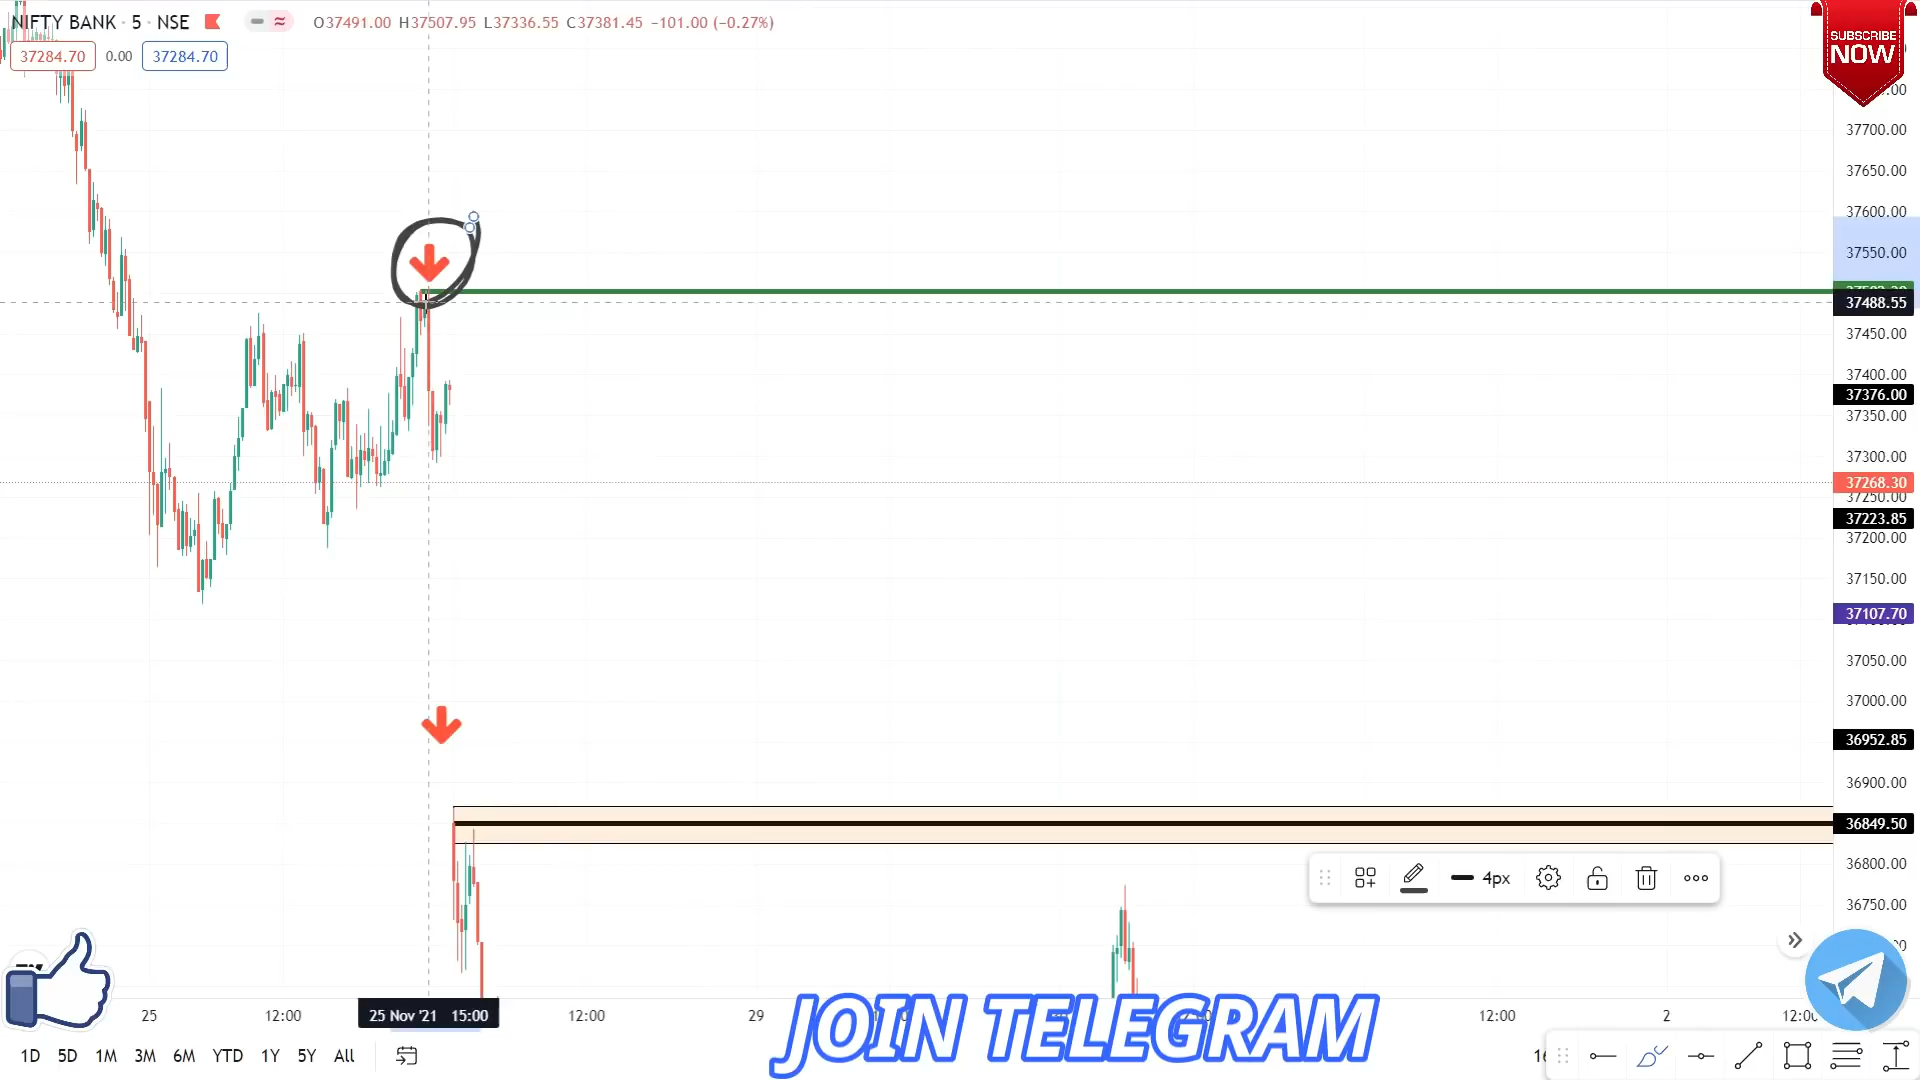 NIFTY BANK · 5 · NSE
O37491.00 H37507.95 L37336.55 C37381.45 −101.00 (−0.27%)
37284.70 0.00 37284.70
SUBSCRIBE
NOW
37700.00
37650.00
37600.00
37550.00
37488.55
37450.00
37400.00
37376.00
37350.00
37300.00
37268.30
37250.00
37223.85
37200.00
37150.00
37107.70
37050.00
37000.00
36952.85
36900.00
36849.50
36800.00
36750.00
4px
25 12:00 25 Nov '21 15:00 12:00 29 12:00 2
JOIN TELEGRAM
1D 5D 1M 3M 6M YTD 1Y 5Y All